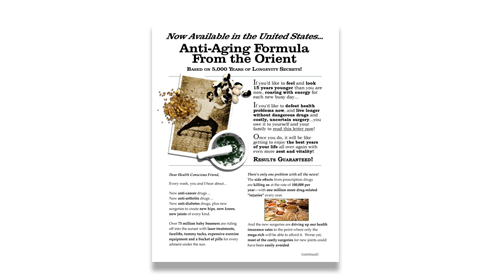 Now Available in the United States...
Anti-Aging Formula
From the Orient
BASED ON 5,000 YEARS OF LONGEVITY SECRETS!
If you'd like to feel and look
15 years younger than you are
now, roaring with energy for
each new busy day...
If you'd like to defeat health
problems now, and live longer
without dangerous drugs and
costly, uncertain surgery...you
owe it to yourself and your
family to read this letter now!
Once you do, it will be like
getting to enjoy the best years
of your life all over again with
even more zest and vitality!
RESULTS GUARANTEED!
Dear Health Conscious Friend,
Every week, you and I hear about...
New anti-cancer drugs...
New anti-arthritis drugs...
New anti-diabetes drugs, plus new
surgeries to create new hips, new knees,
new joints of every kind.
Over 75 million baby boomers are riding
off into the sunset with laser treatments,
facelifts, tummy tucks, expensive exercise
equipment and a bucket of pills for every
ailment under the sun.
There's only one problem with all the news!
The side effects from prescription drugs
are killing us at the rate of 100,000 per
year—with one million more drug-related
"injuries" every year.
And the new surgeries are driving up our health
insurance rates to the point where only the
mega-rich will be able to afford it. Worse yet,
most of the costly surgeries for new joints could
have been easily avoided.
(continued)